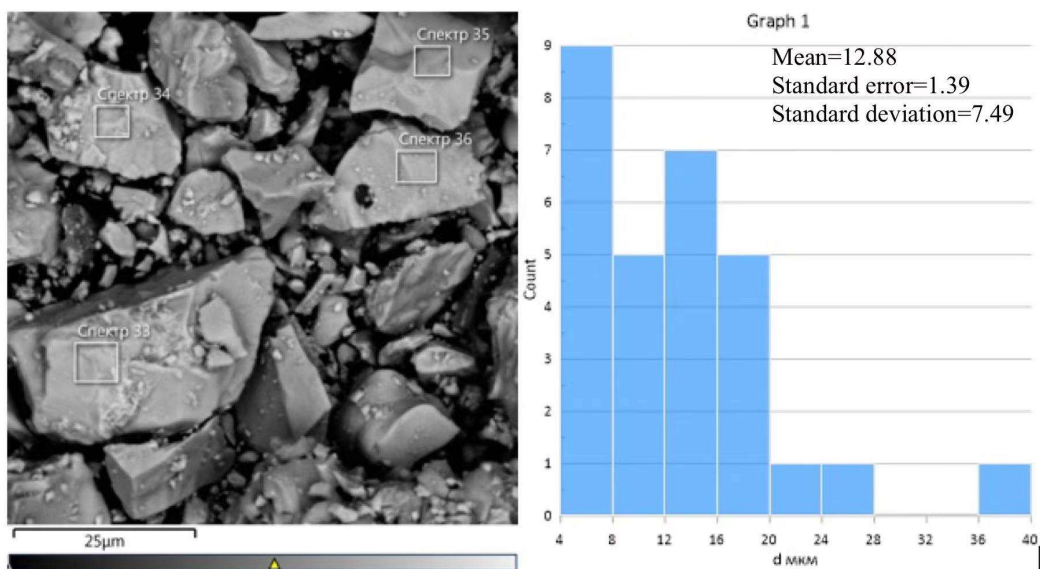 Спектр 35
Спектр 34
Спектр 36
Спектр 33
25μm
Graph 1
Mean=12.88
Standard error=1.39
Standard deviation=7.49
Count
9
8
7
6
5
4
3
2
1
0
4 8 12 16 20 24 28 32 36 40
d мкм